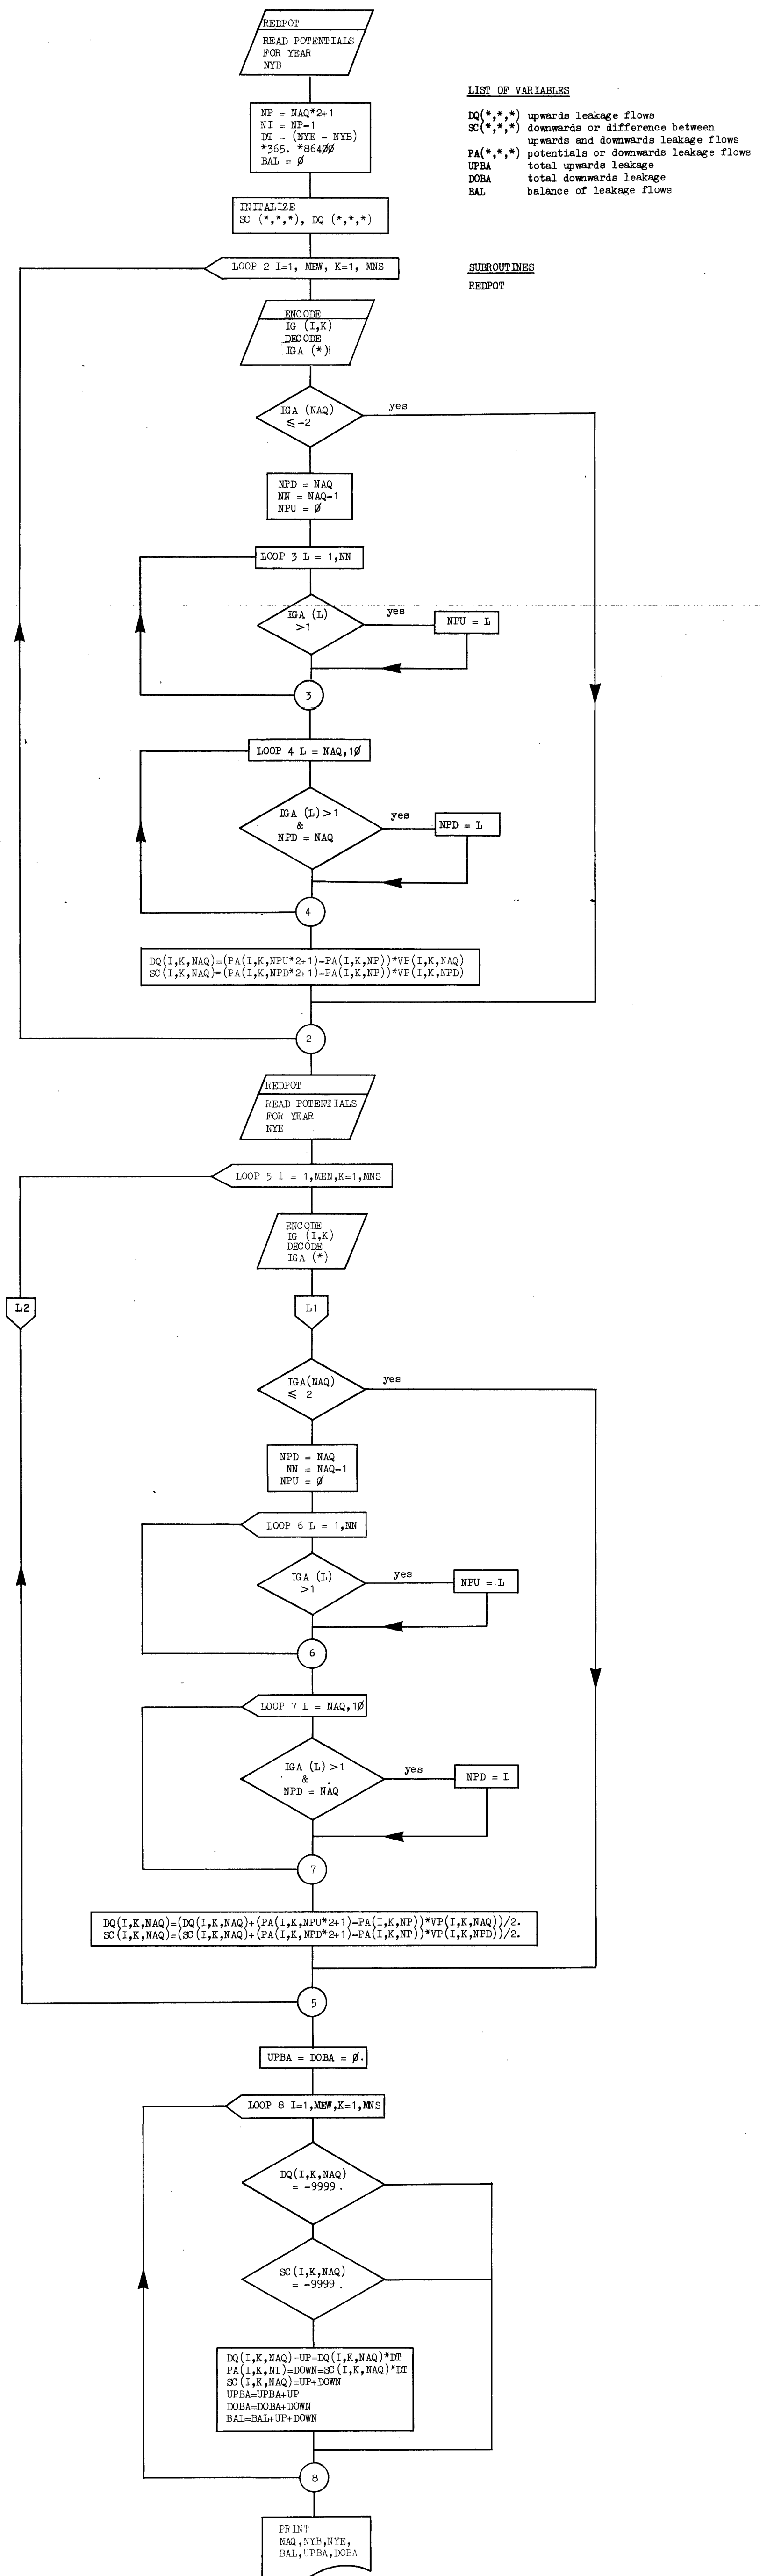 REDPOT
READ POTENTIALS
FOR YEAR
NYB
NP = NAQ*2+1
NI = NP-1
DT = (NYE - NYB)
*365. *864ØØ
BAL = Ø
LIST OF VARIABLES
DQ(*,*,*) upwards leakage flows
SC(*,*,*) downwards or difference between
upwards and downwards leakage flows
PA(*,*,*) potentials or downwards leakage flows
UPBA total upwards leakage
DOBA total downwards leakage
BAL balance of leakage flows
INITALIZE
SC (*,*,*), DQ (*,*,*)
LOOP 2 I=1, MEW, K=1, MNS
SUBROUTINES
REDPOT
ENCODE
IG (I,K)
DECODE
IGA (*)
IGA (NAQ)
≤ -2
yes
NPD = NAQ
NN = NAQ-1
NPU = Ø
LOOP 3 L = 1,NN
IGA (L)
>1
yes
NPU = L
3
LOOP 4 L = NAQ,1Ø
IGA (L) > 1
&
NPD = NAQ
yes
NPD = L
4
DQ(I,K,NAQ)=(PA(I,K,NPU*2+1)-PA(I,K,NP))*VP(I,K,NAQ)
SC(I,K,NAQ)=(PA(I,K,NPD*2+1)-PA(I,K,NP))*VP(I,K,NPD)
2
REDPOT
READ POTENTIALS
FOR YEAR
NYE
LOOP 5 I = 1,MEN,K=1,MNS
ENCODE
IG (I,K)
DECODE
IGA (*)
L2
L1
IGA(NAQ)
≤ 2
yes
NPD = NAQ
NN = NAQ-1
NPU = Ø
LOOP 6 L = 1,NN
IGA (L)
>1
yes
NPU = L
6
LOOP 7 L = NAQ,1Ø
IGA (L) > 1
&
NPD = NAQ
yes
NPD = L
7
DQ(I,K,NAQ)=(DQ(I,K,NAQ)+(PA(I,K,NPU*2+1)-PA(I,K,NP))*VP(I,K,NAQ))/2.
SC(I,K,NAQ)=(SC(I,K,NAQ)+(PA(I,K,NPD*2+1)-PA(I,K,NP))*VP(I,K,NPD))/2.
5
UPBA = DOBA = Ø.
LOOP 8 I=1,MEW,K=1,MNS
DQ(I,K,NAQ)
= -9999.
SC(I,K,NAQ)
= -9999.
DQ(I,K,NAQ)=UP=DQ(I,K,NAQ)*DT
PA(I,K,NI)=DOWN=SC(I,K,NAQ)*DT
SC(I,K,NAQ)=UP+DOWN
UPBA=UPBA+UP
DOBA=DOBA+DOWN
BAL=BAL+UP+DOWN
8
PRINT
NAQ,NYB,NYE,
BAL,UPBA,DOBA